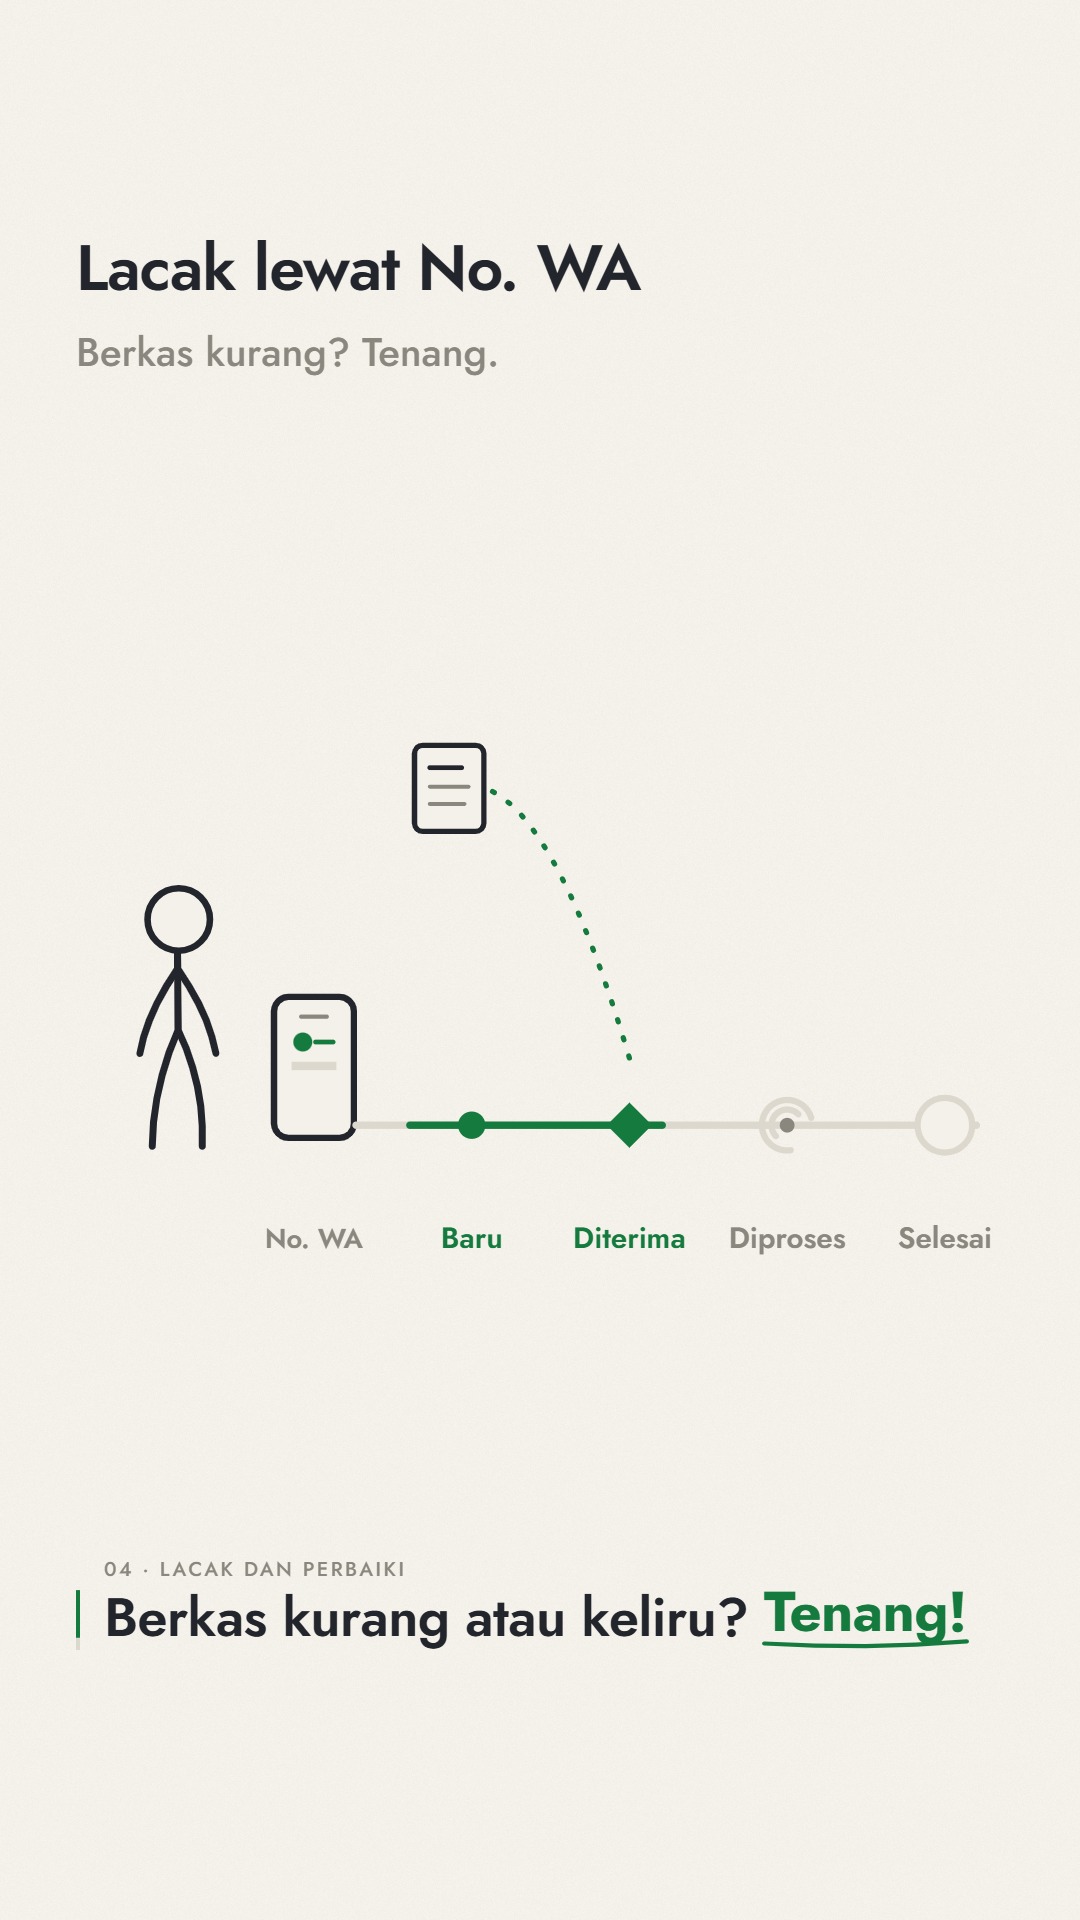 Lacak lewat No. WA
Berkas kurang? Tenang.
No. WA Baru Diterima Diproses Selesai
04 · LACAK DAN PERBAIKI
Berkas kurang atau keliru? Tenang!